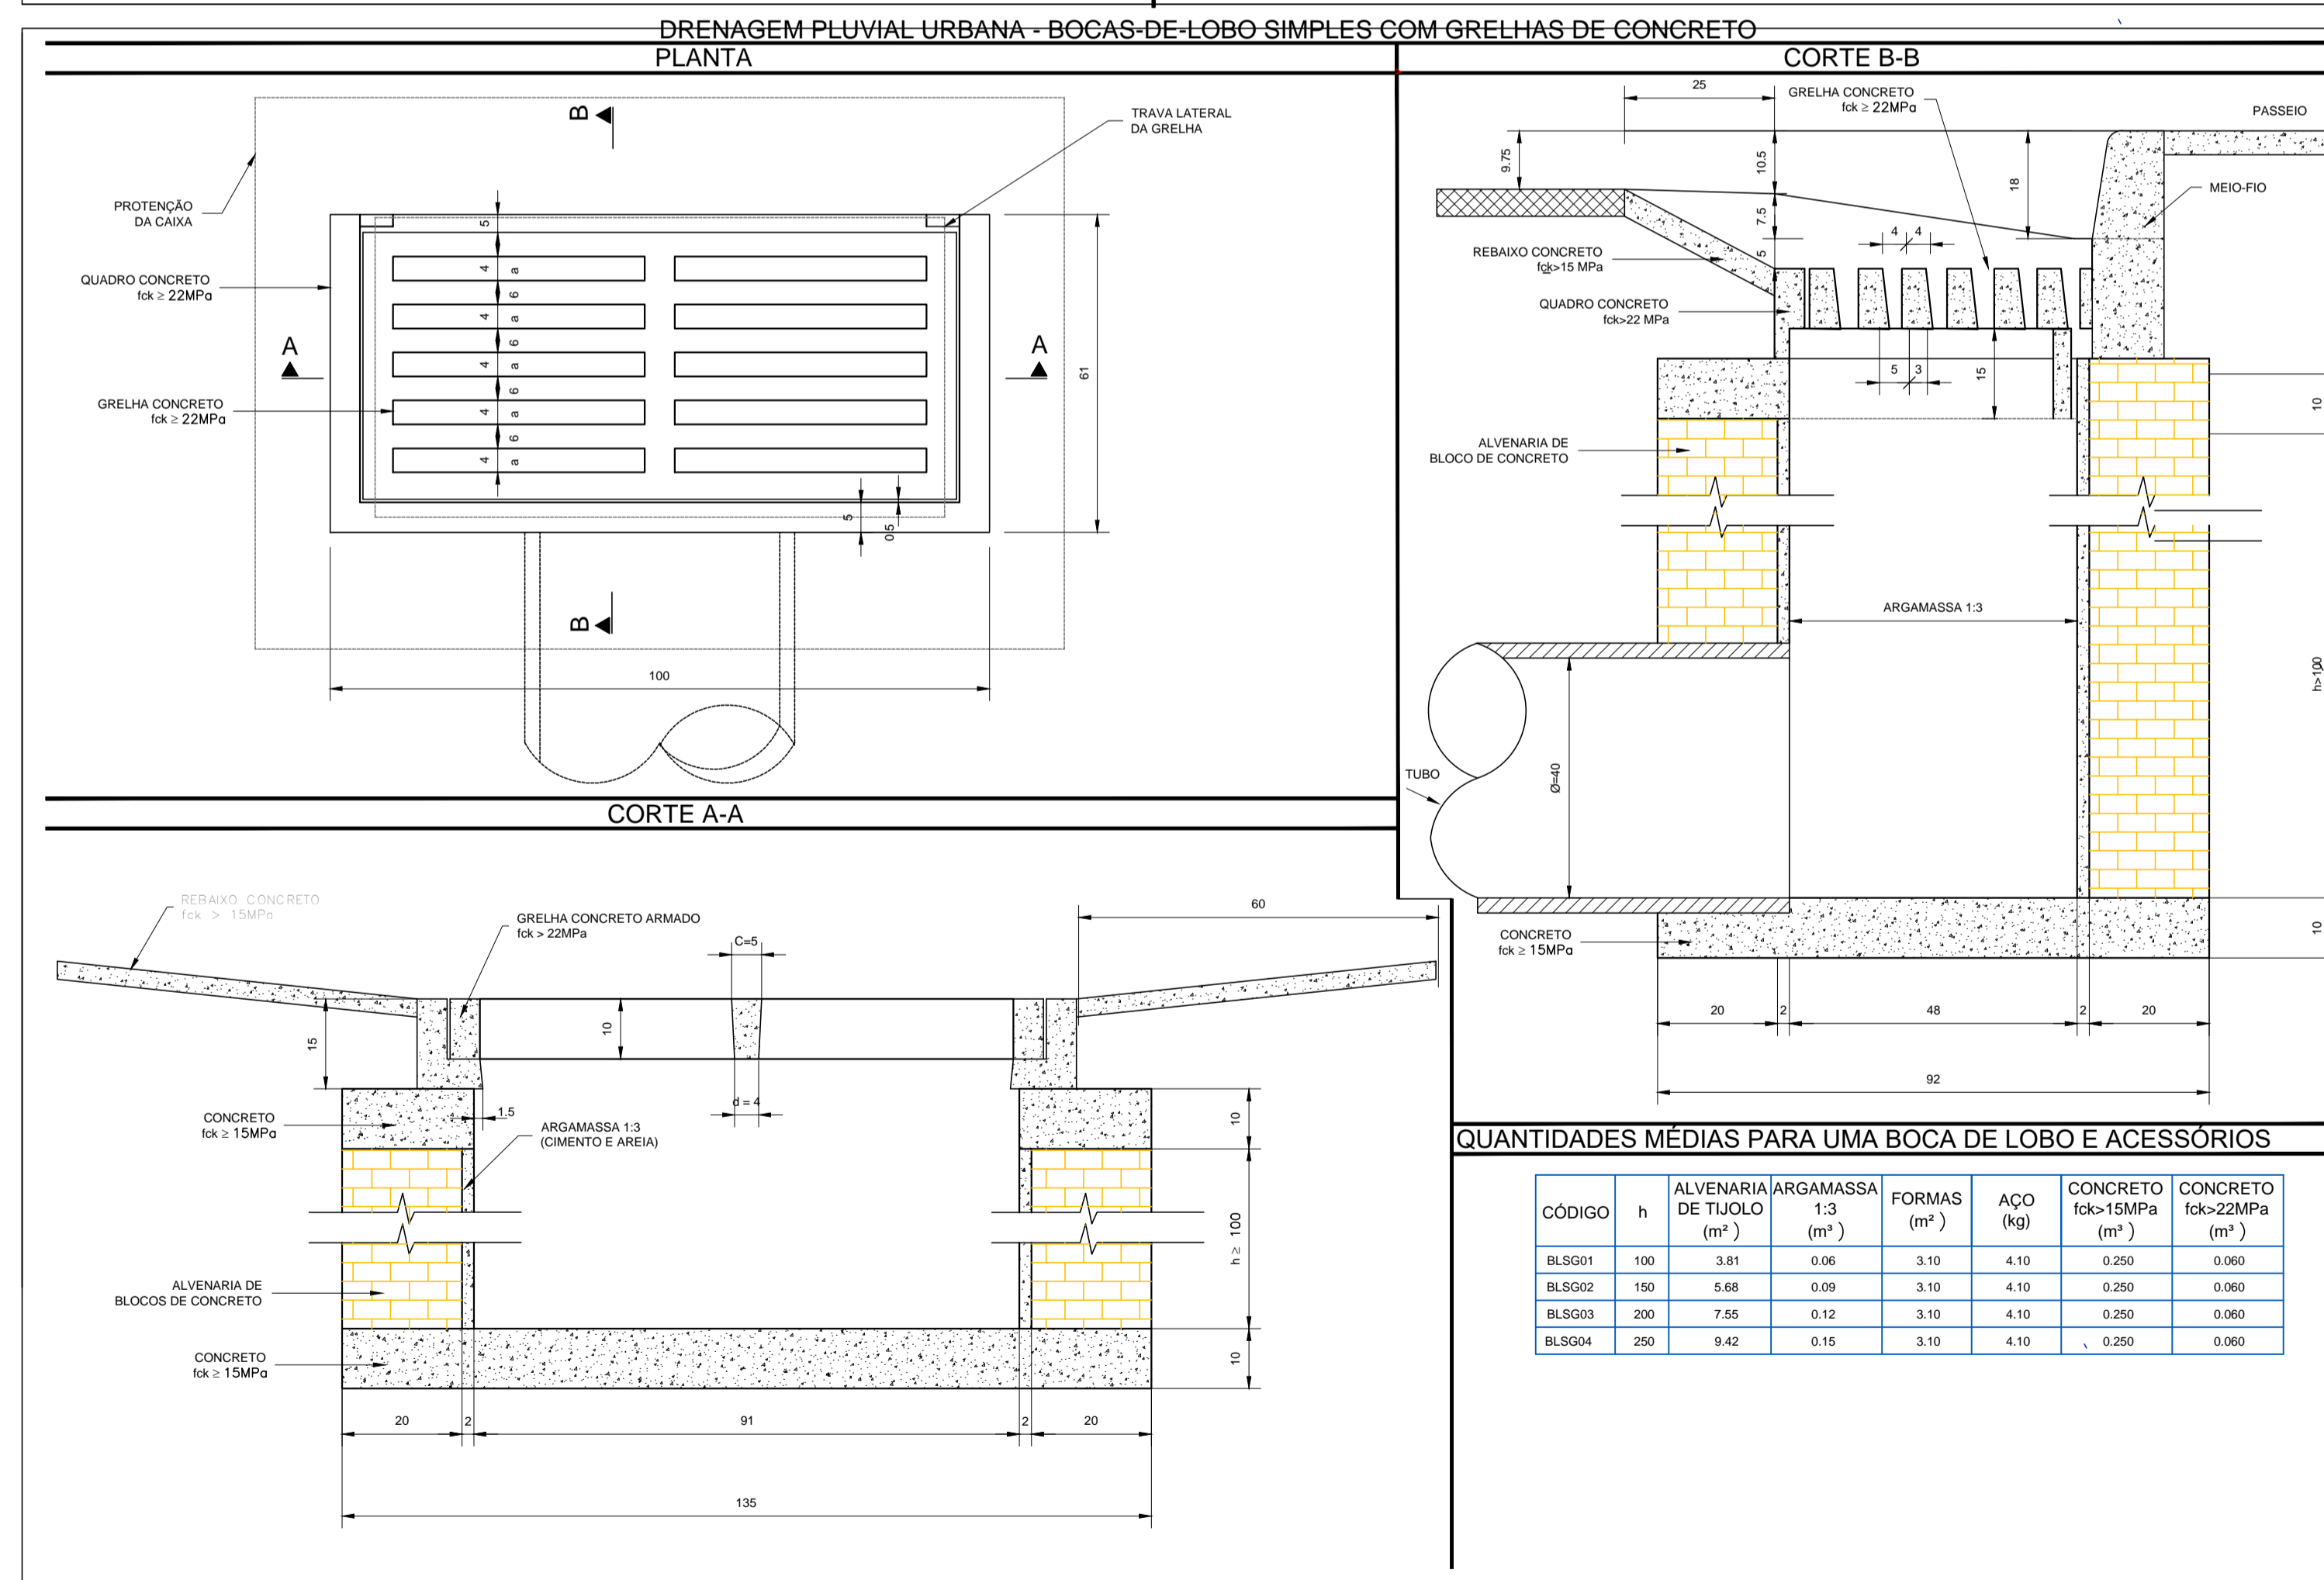 DRENAGEM PLUVIAL URBANA - BOCAS-DE-LOBO SIMPLES COM GRELHAS DE CONCRETO
PLANTA
B
TRAVA LATERAL
DA GRELHA
PROTENÇÃO
DA CAIXA
QUADRO CONCRETO
fck ≥ 22MPa
GRELHA CONCRETO
fck ≥ 22MPa
A
A
5
4
a
6
4
a
6
4
a
6
4
a
6
4
a
5
0.5
61
B
100
CORTE B-B
25
GRELHA CONCRETO
fck ≥ 22MPa
PASSEIO
9.75
10.5
18
MEIO-FIO
7.5
4
4
5
REBAIXO CONCRETO
fck>15 MPa
QUADRO CONCRETO
fck>22 MPa
5
3
15
10
ALVENARIA DE
BLOCO DE CONCRETO
ARGAMASSA 1:3
h>100
TUBO
Ø=40
CONCRETO
fck ≥ 15MPa
10
20
2
48
2
20
92
CORTE A-A
REBAIXO CONCRETO
fck > 15MPa
GRELHA CONCRETO ARMADO
fck > 22MPa
C=5
60
15
10
d = 4
1.5
CONCRETO
fck ≥ 15MPa
ARGAMASSA 1:3
(CIMENTO E AREIA)
10
h ≥ 100
ALVENARIA DE
BLOCOS DE CONCRETO
CONCRETO
fck ≥ 15MPa
10
20
2
91
2
20
135
QUANTIDADES MÉDIAS PARA UMA BOCA DE LOBO E ACESSÓRIOS
CÓDIGO
h
ALVENARIA
DE TIJOLO
(m² )
ARGAMASSA
1:3
(m³ )
FORMAS
(m² )
AÇO
(kg)
CONCRETO
fck>15MPa
(m³ )
CONCRETO
fck>22MPa
(m³ )
BLSG01 100 3.81 0.06 3.10 4.10 0.250 0.060
BLSG02 150 5.68 0.09 3.10 4.10 0.250 0.060
BLSG03 200 7.55 0.12 3.10 4.10 0.250 0.060
BLSG04 250 9.42 0.15 3.10 4.10 0.250 0.060